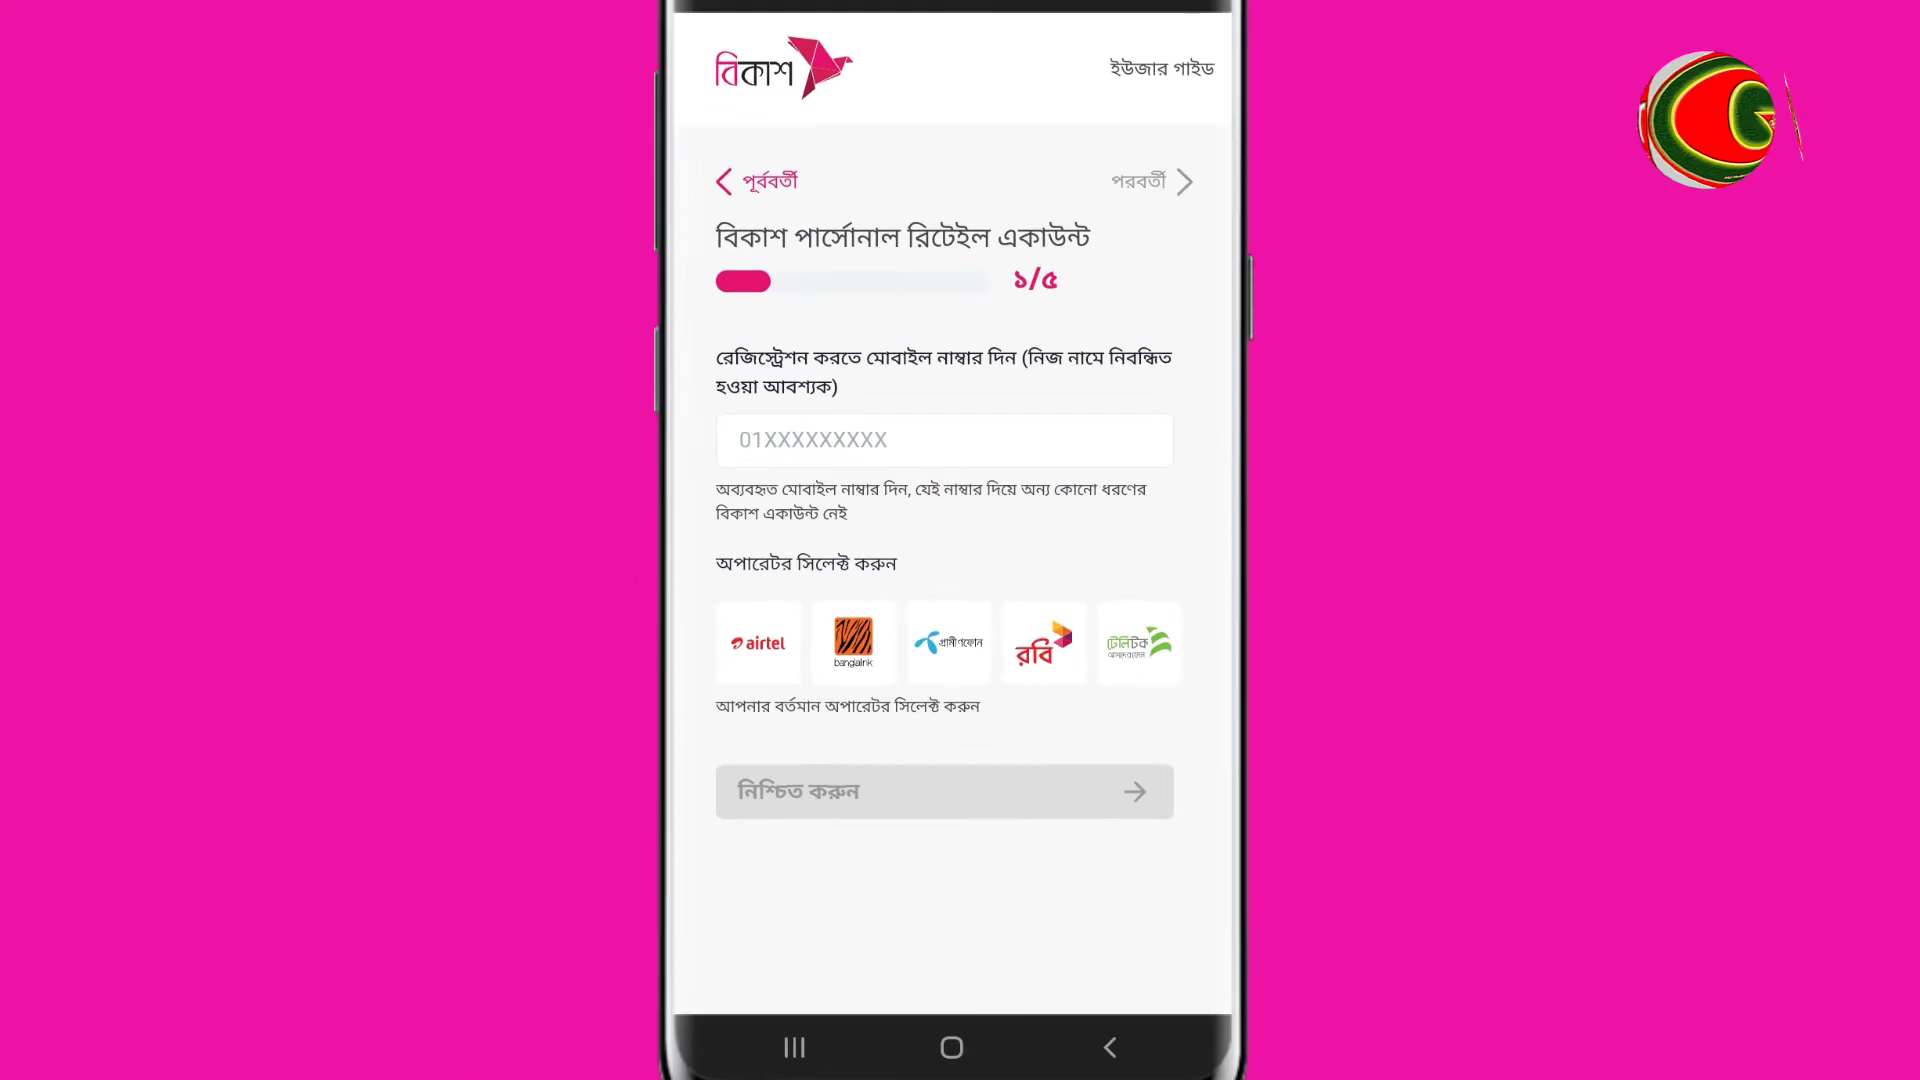 বিকাশ
ইউজার গাইড
পূর্ববর্তী
পরবর্তী
বিকাশ পার্সোনাল রিটেইল একাউন্ট
১/৫
রেজিস্ট্রেশন করতে মোবাইল নাম্বার দিন (নিজ নামে নিবন্ধিত
হওয়া আবশ্যক)
01XXXXXXXXX
অব্যবহৃত মোবাইল নাম্বার দিন, যেই নাম্বার দিয়ে অন্য কোনো ধরণের
বিকাশ একাউন্ট নেই
অপারেটর সিলেক্ট করুন
airtel
banglalink
গ্রামীণফোন
রবি
টেলিটক
আপনার বর্তমান অপারেটর সিলেক্ট করুন
নিশ্চিত করুন